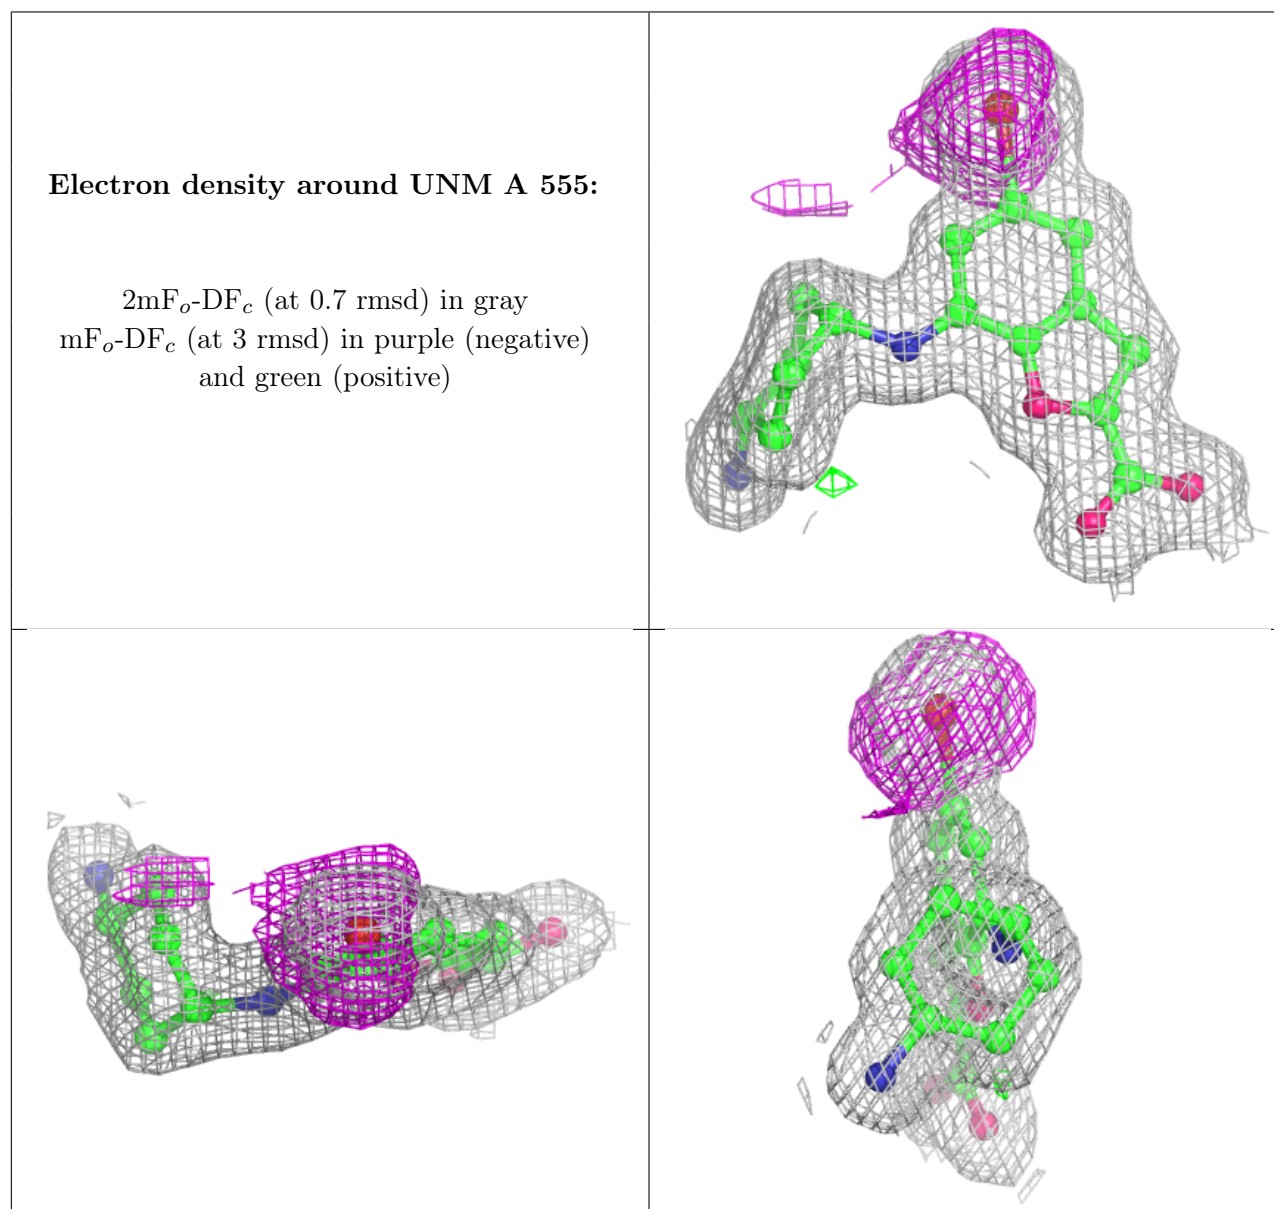 Electron density around UNM A 555:
2mFo-DFc (at 0.7 rmsd) in gray
mFo-DFc (at 3 rmsd) in purple (negative)
and green (positive)